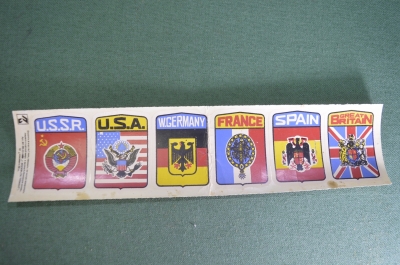 U.S.S.R.
U.S.A.
W.GERMANY
FRANCE
SPAIN
GREAT BRITAIN